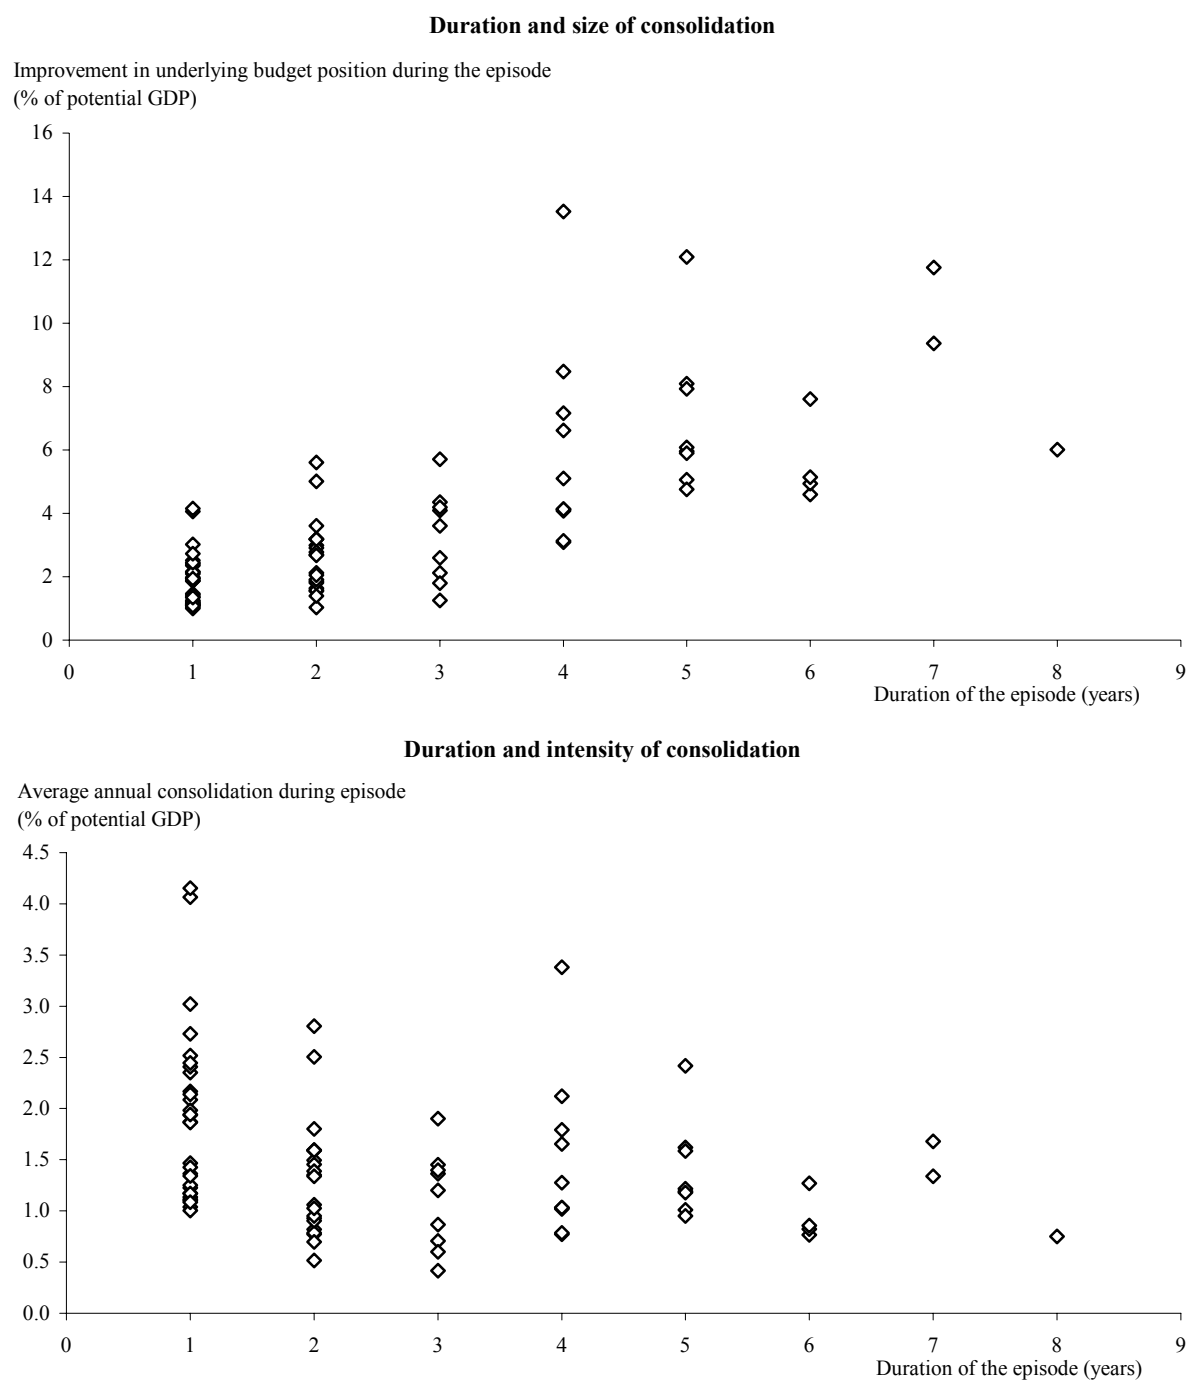 Duration and size of consolidation
Improvement in underlying budget position during the episode
(% of potential GDP)
16
14
12
10
8
6
4
2
0
0 1 2 3 4 5 6 7 8 9
Duration of the episode (years)
Duration and intensity of consolidation
Average annual consolidation during episode
(% of potential GDP)
4.5
4.0
3.5
3.0
2.5
2.0
1.5
1.0
0.5
0.0
0 1 2 3 4 5 6 7 8 9
Duration of the episode (years)